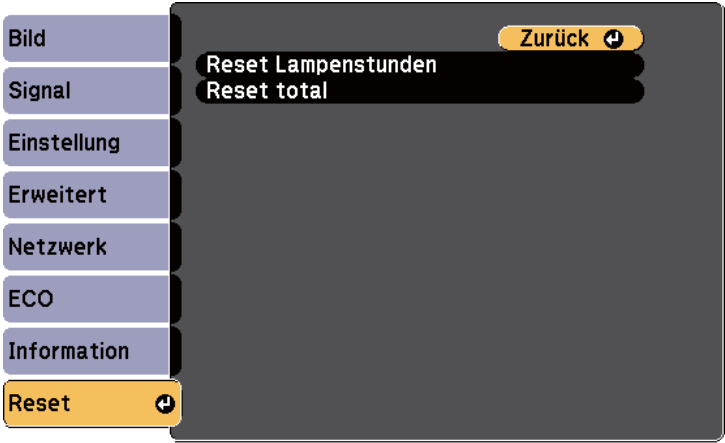 Bild
Signal
Einstellung
Erweitert
Netzwerk
ECO
Information
Reset
Zurück
Reset Lampenstunden
Reset total